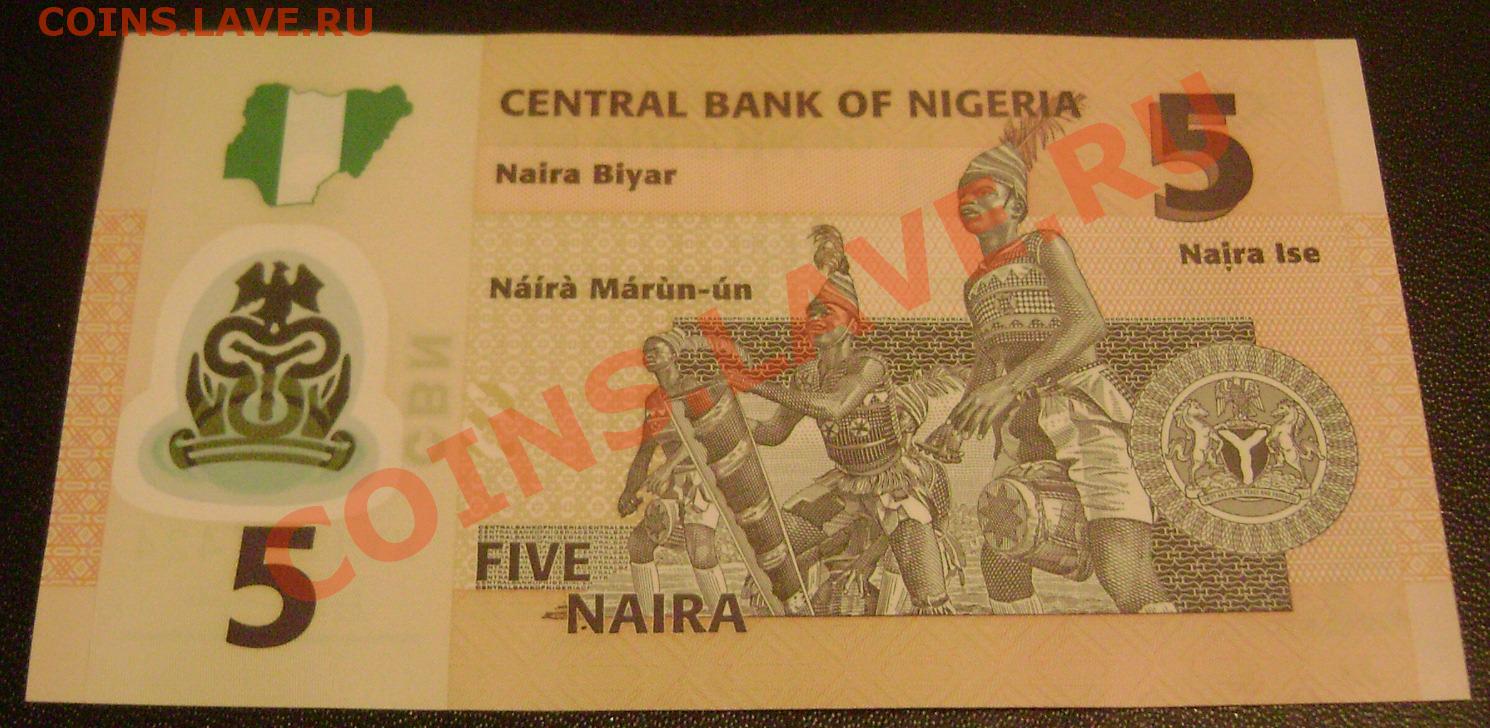 COINS.LAVE.RU
CENTRAL BANK OF NIGERIA
5
Naira Biyar
Naịra Ise
Náírà Márùn-ún
CBN
COINS.LAVE.RU
5
FIVE
NAIRA